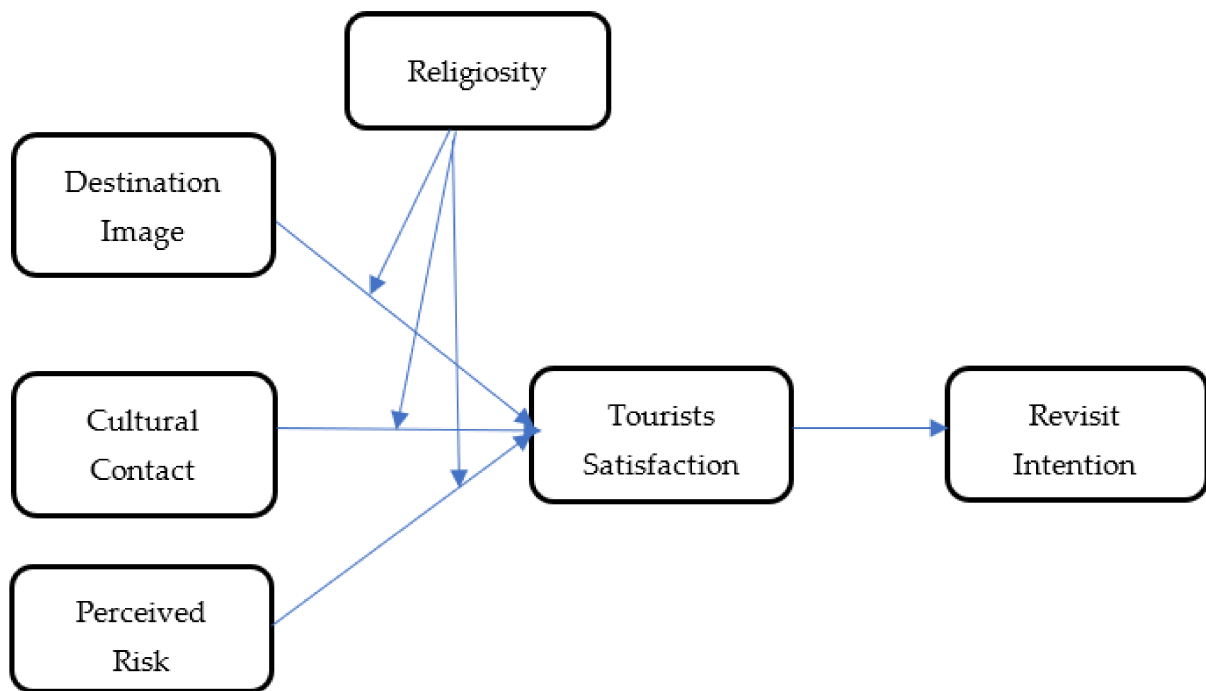 Religiosity
Destination
Image
Cultural
Contact
Tourists
Satisfaction
Revisit
Intention
Perceived
Risk